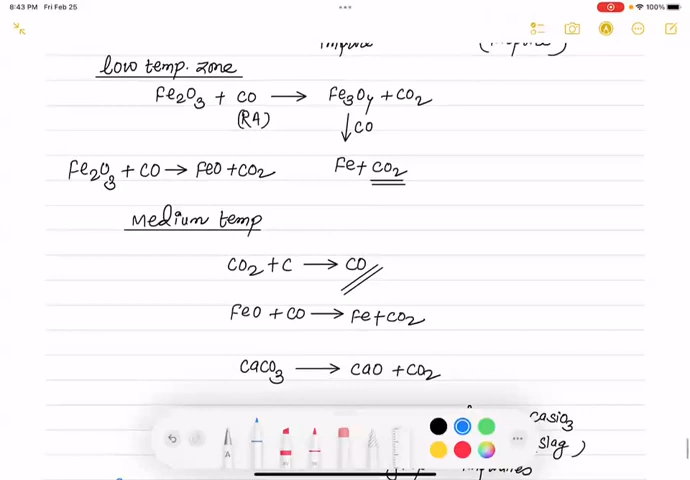 8:43 PM Fri Feb 25
100%
(Impure)
low temp. zone
Fe2O3 + CO → Fe3O4 + CO2
(RA)
↓ CO
Fe2O3 + CO → FeO + CO2
Fe + CO2
Medium temp
CO2 + C → CO
FeO + CO → Fe + CO2
CaCO3 → CaO + CO2
CaSiO3
slag)
A